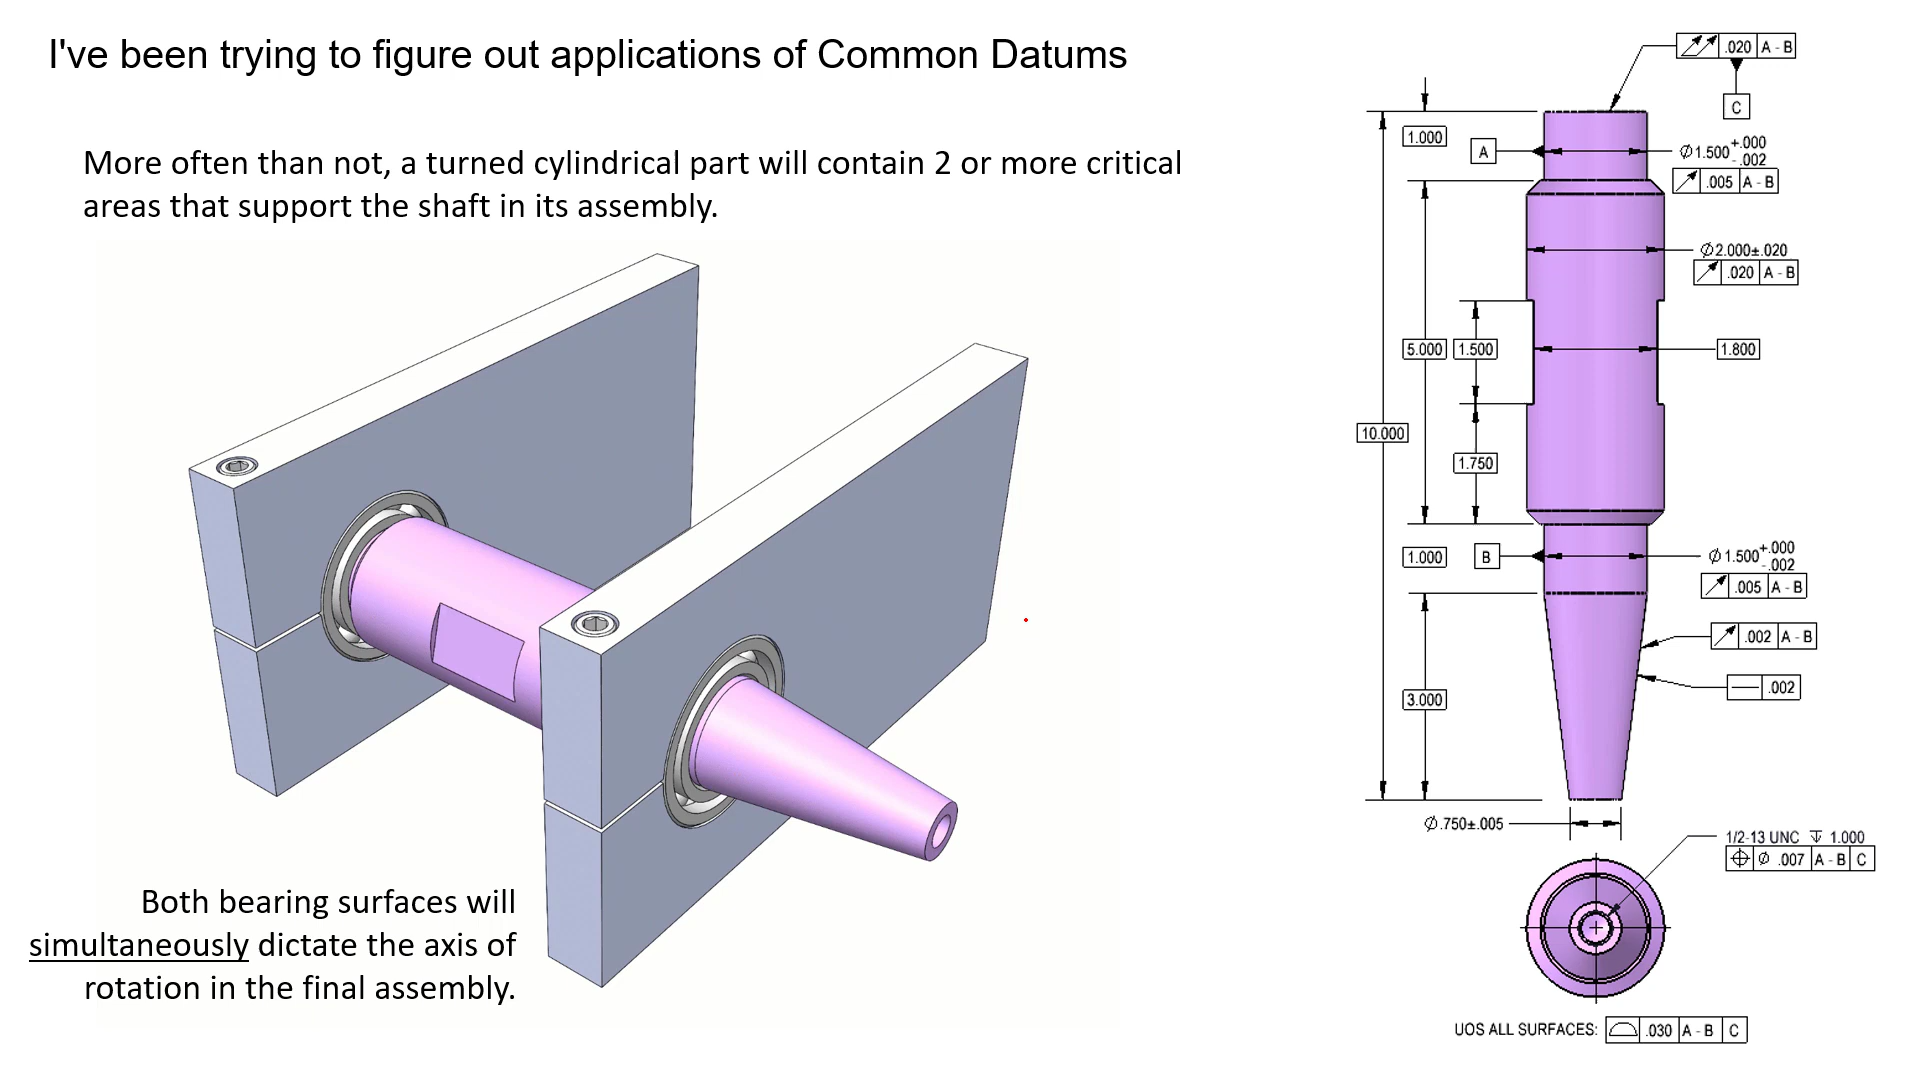 I've been trying to figure out applications of Common Datums
More often than not, a turned cylindrical part will contain 2 or more critical
areas that support the shaft in its assembly.
Both bearing surfaces will
simultaneously dictate the axis of
rotation in the final assembly.
.020 A - B
C
1.000
A
⌀1.500 +.000
-.002
.005 A - B
⌀2.000±.020
.020 A - B
5.000
1.500
1.800
10.000
1.750
1.000
B
⌀1.500 +.000
-.002
.005 A - B
.002 A - B
.002
3.000
⌀.750±.005
1/2-13 UNC ↧ 1.000
⌖ ⌀ .007 A - B C
UOS ALL SURFACES: ⌓ .030 A - B C